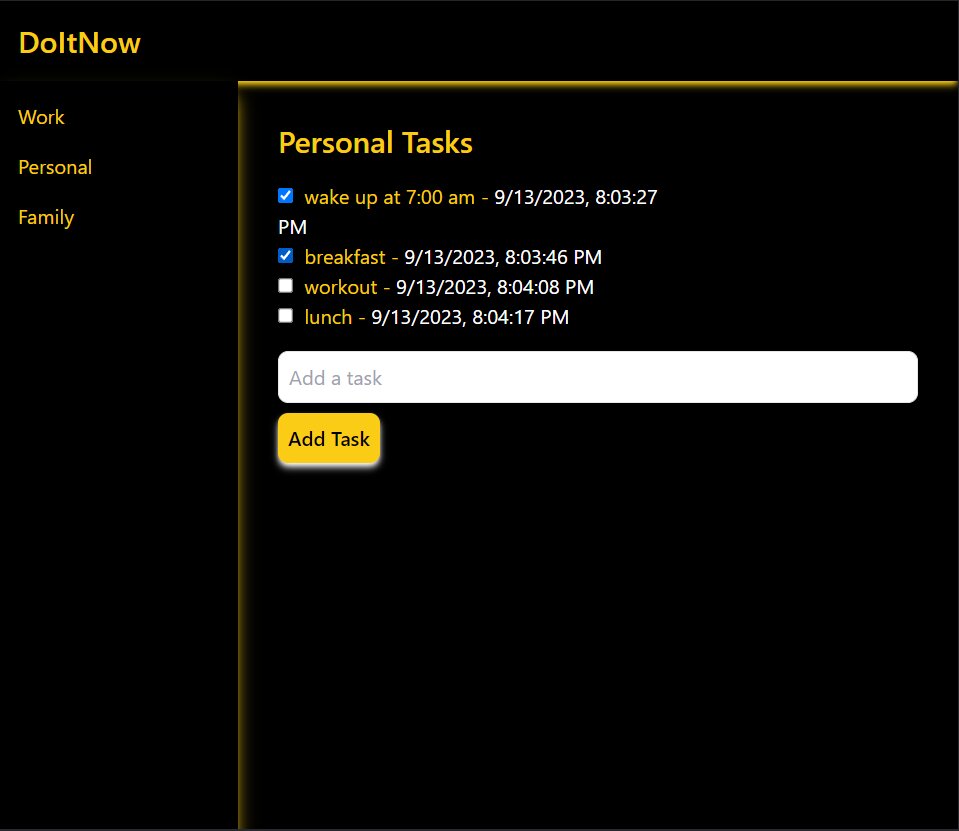 DoItNow
Work
Personal
Family
Personal Tasks
wake up at 7:00 am - 9/13/2023, 8:03:27
PM
breakfast - 9/13/2023, 8:03:46 PM
workout - 9/13/2023, 8:04:08 PM
lunch - 9/13/2023, 8:04:17 PM
Add a task
Add Task